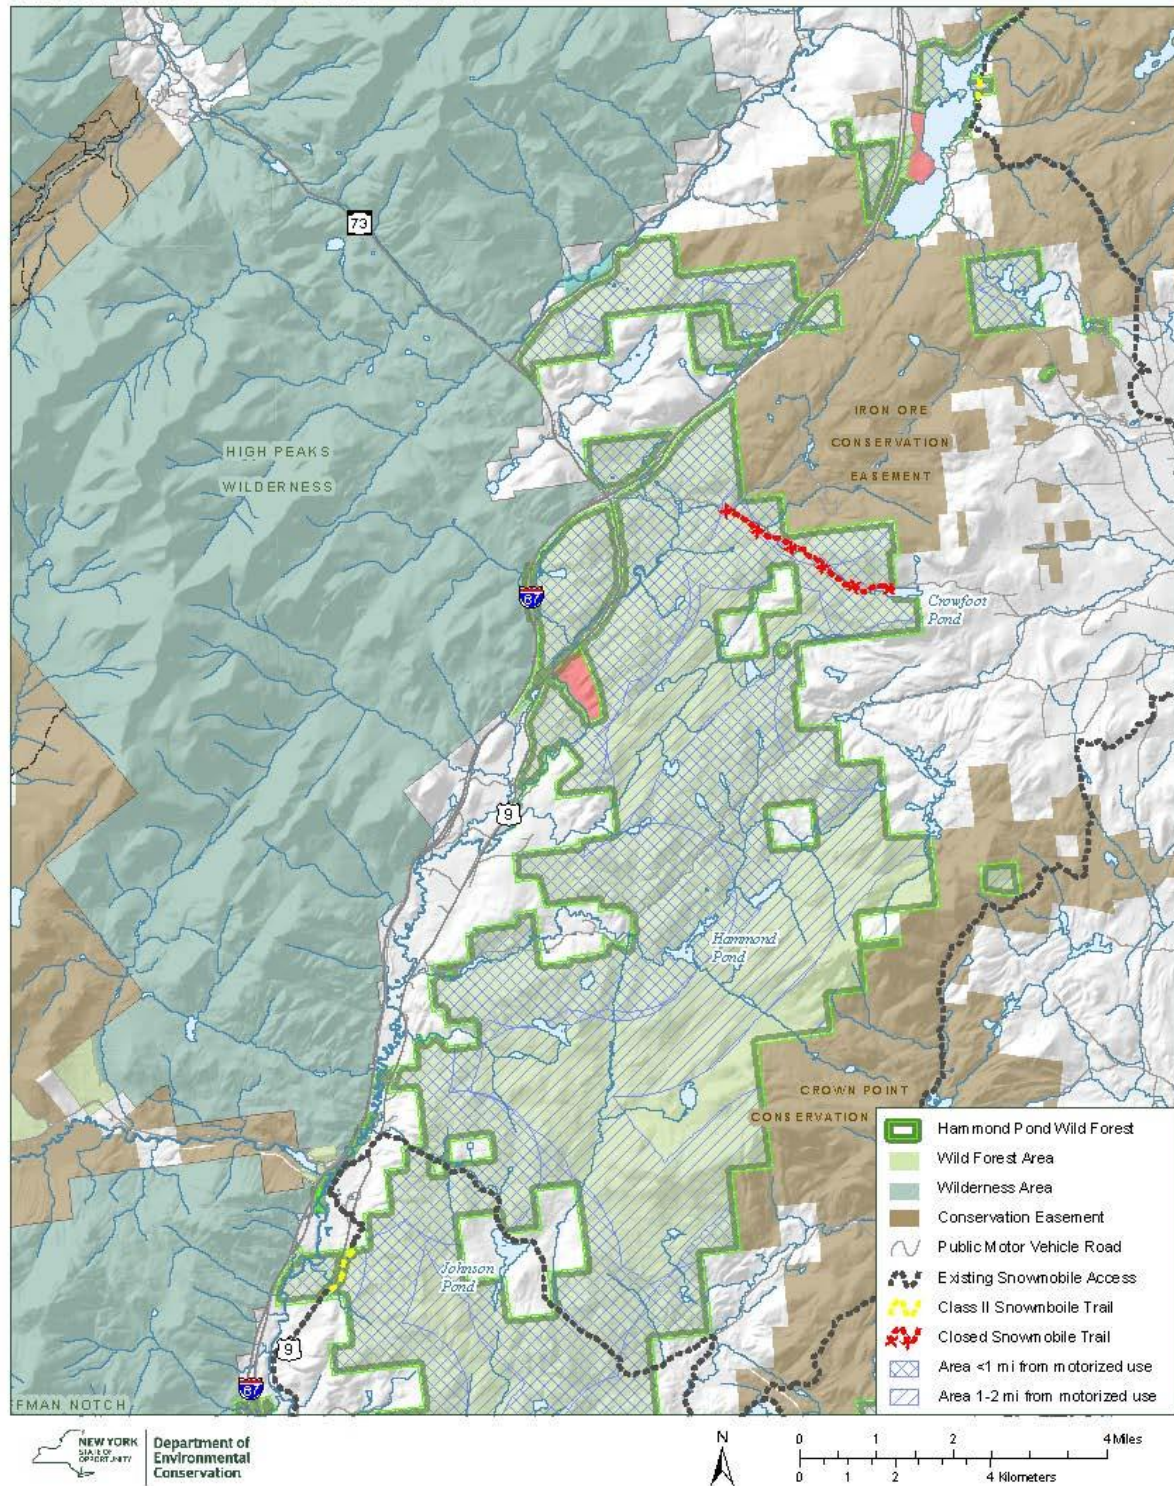 73
IRON ORE
CONSERVATION
EASEMENT
HIGH PEAKS
WILDERNESS
87
Crowfoot
Pond
9
Hammond
Pond
CROWN POINT
CONSERVATION
Johnson
Pond
9
87
FFMAN NOTCH
Hammond Pond Wild Forest
Wild Forest Area
Wilderness Area
Conservation Easement
Public Motor Vehicle Road
Existing Snowmobile Access
Class II Snowmboile Trail
Closed Snowmobile Trail
Area <1 mi from motorized use
Area 1-2 mi from motorized use
NEW YORK
STATE OF
OPPORTUNITY
Department of
Environmental
Conservation
N
0 1 2 4 Miles
0 1 2 4 Kilometers